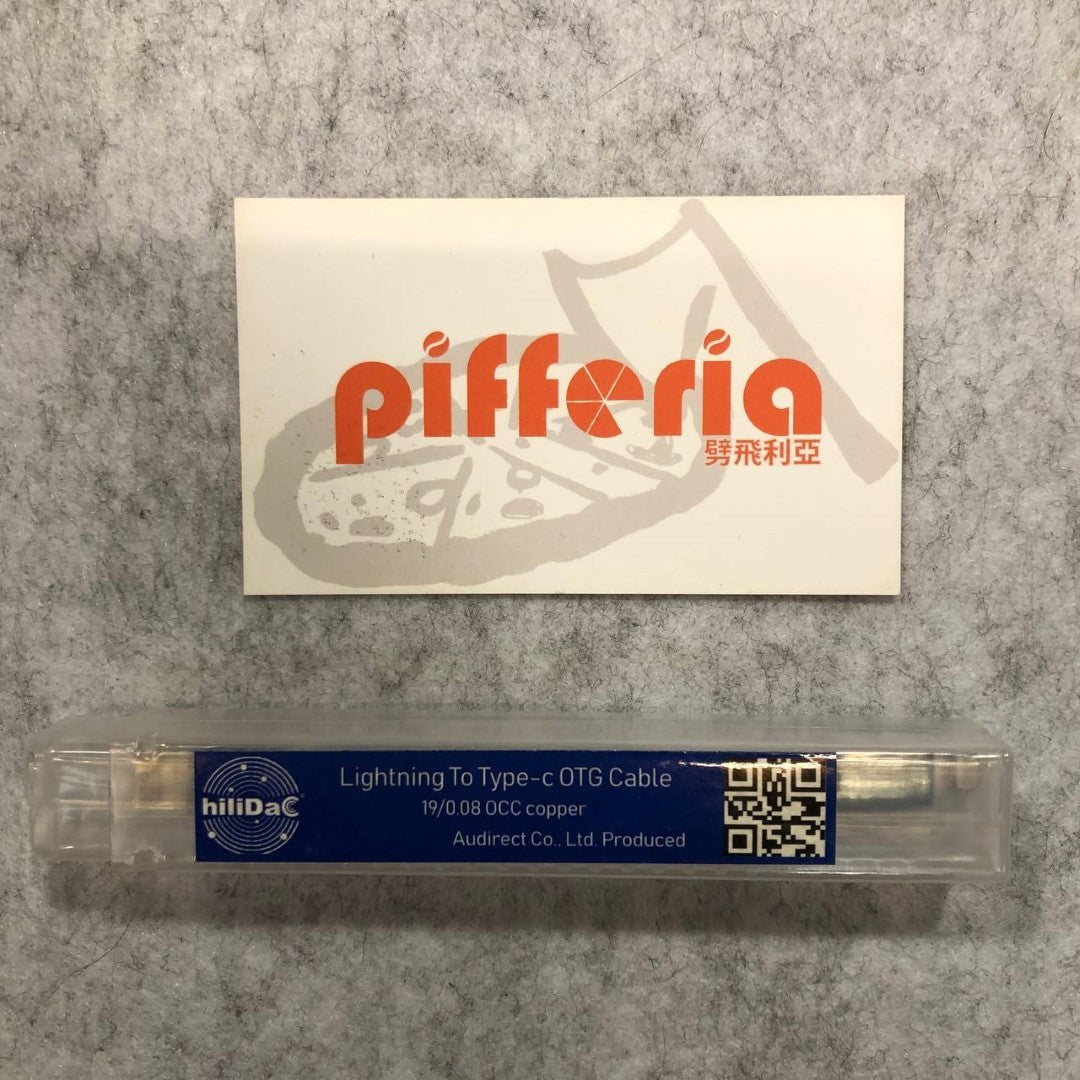 pifferia
劈飛利亞
hiliDaC
Lightning To Type-c OTG Cable
19/0.08 OCC copper
Audirect Co., Ltd. Produced